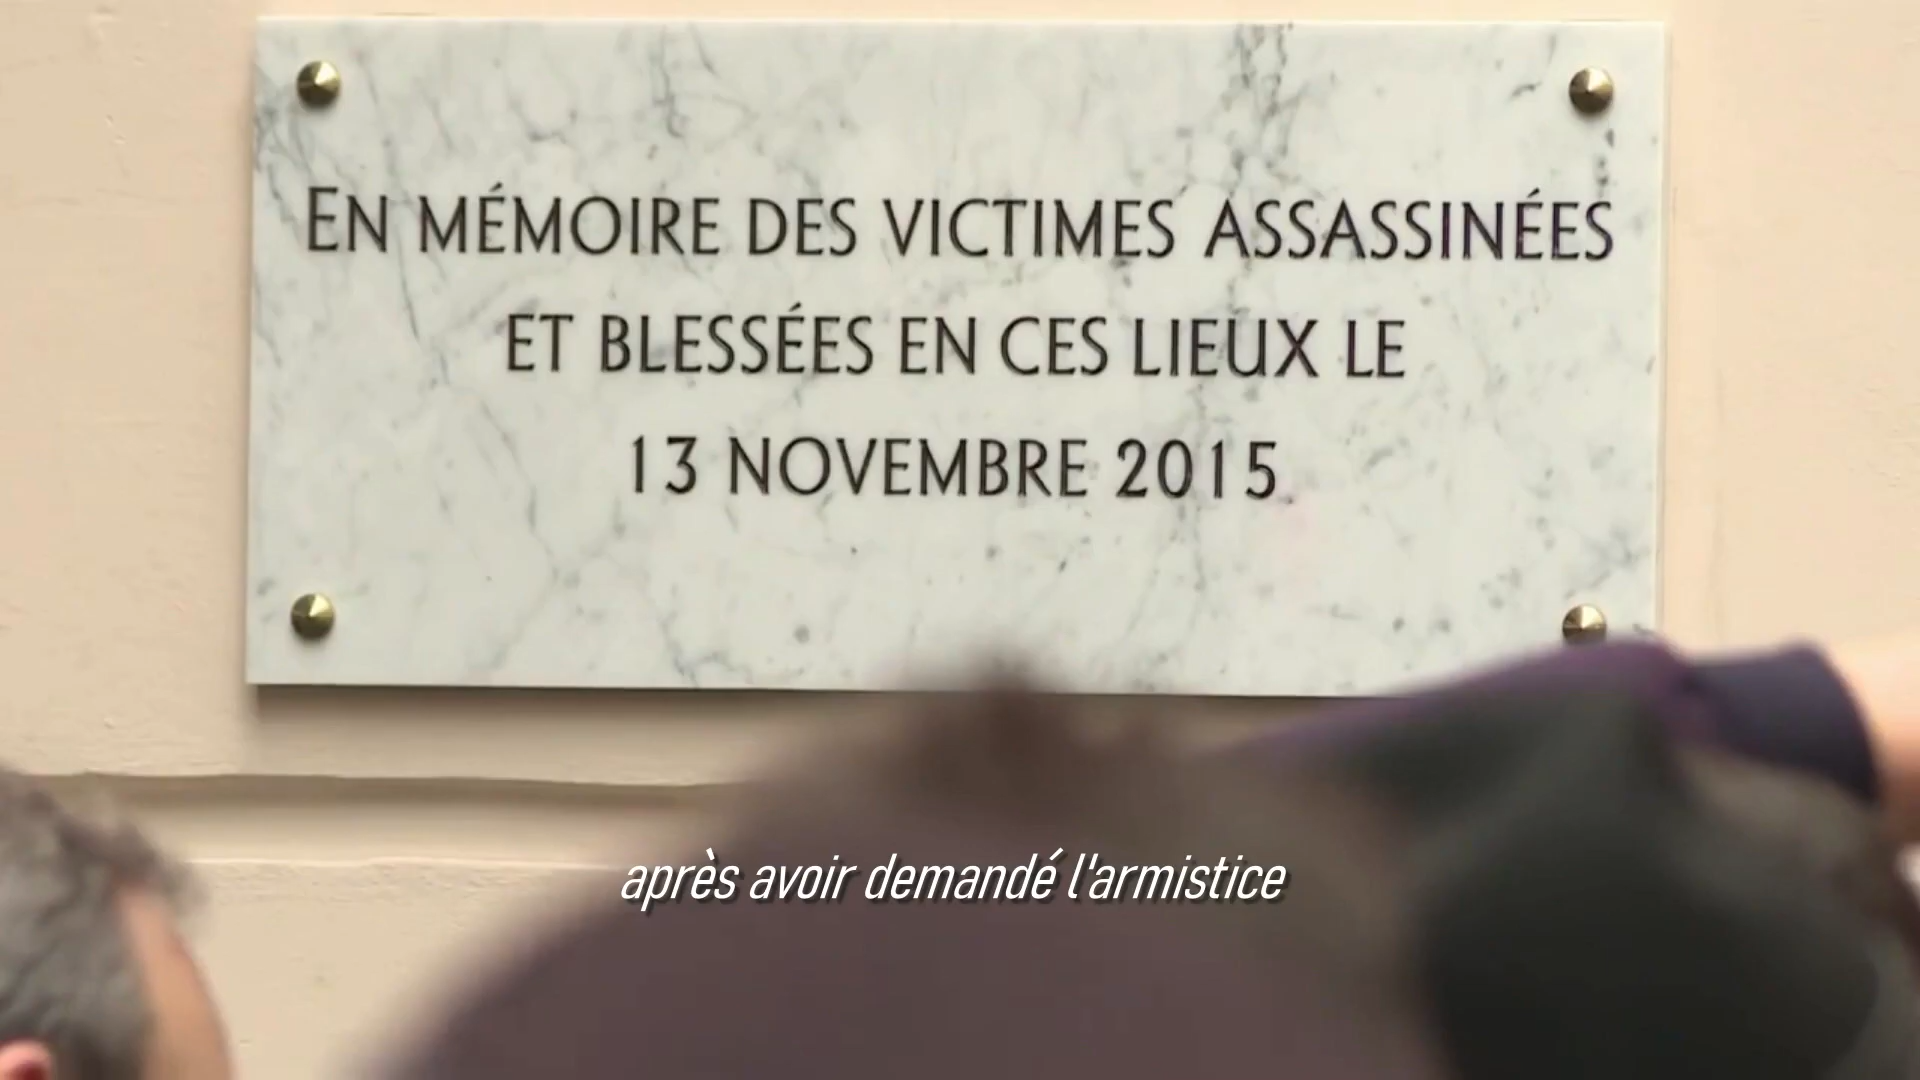 EN MÉMOIRE DES VICTIMES ASSASSINÉES
ET BLESSÉES EN CES LIEUX LE
13 NOVEMBRE 2015
après avoir demandé l'armistice